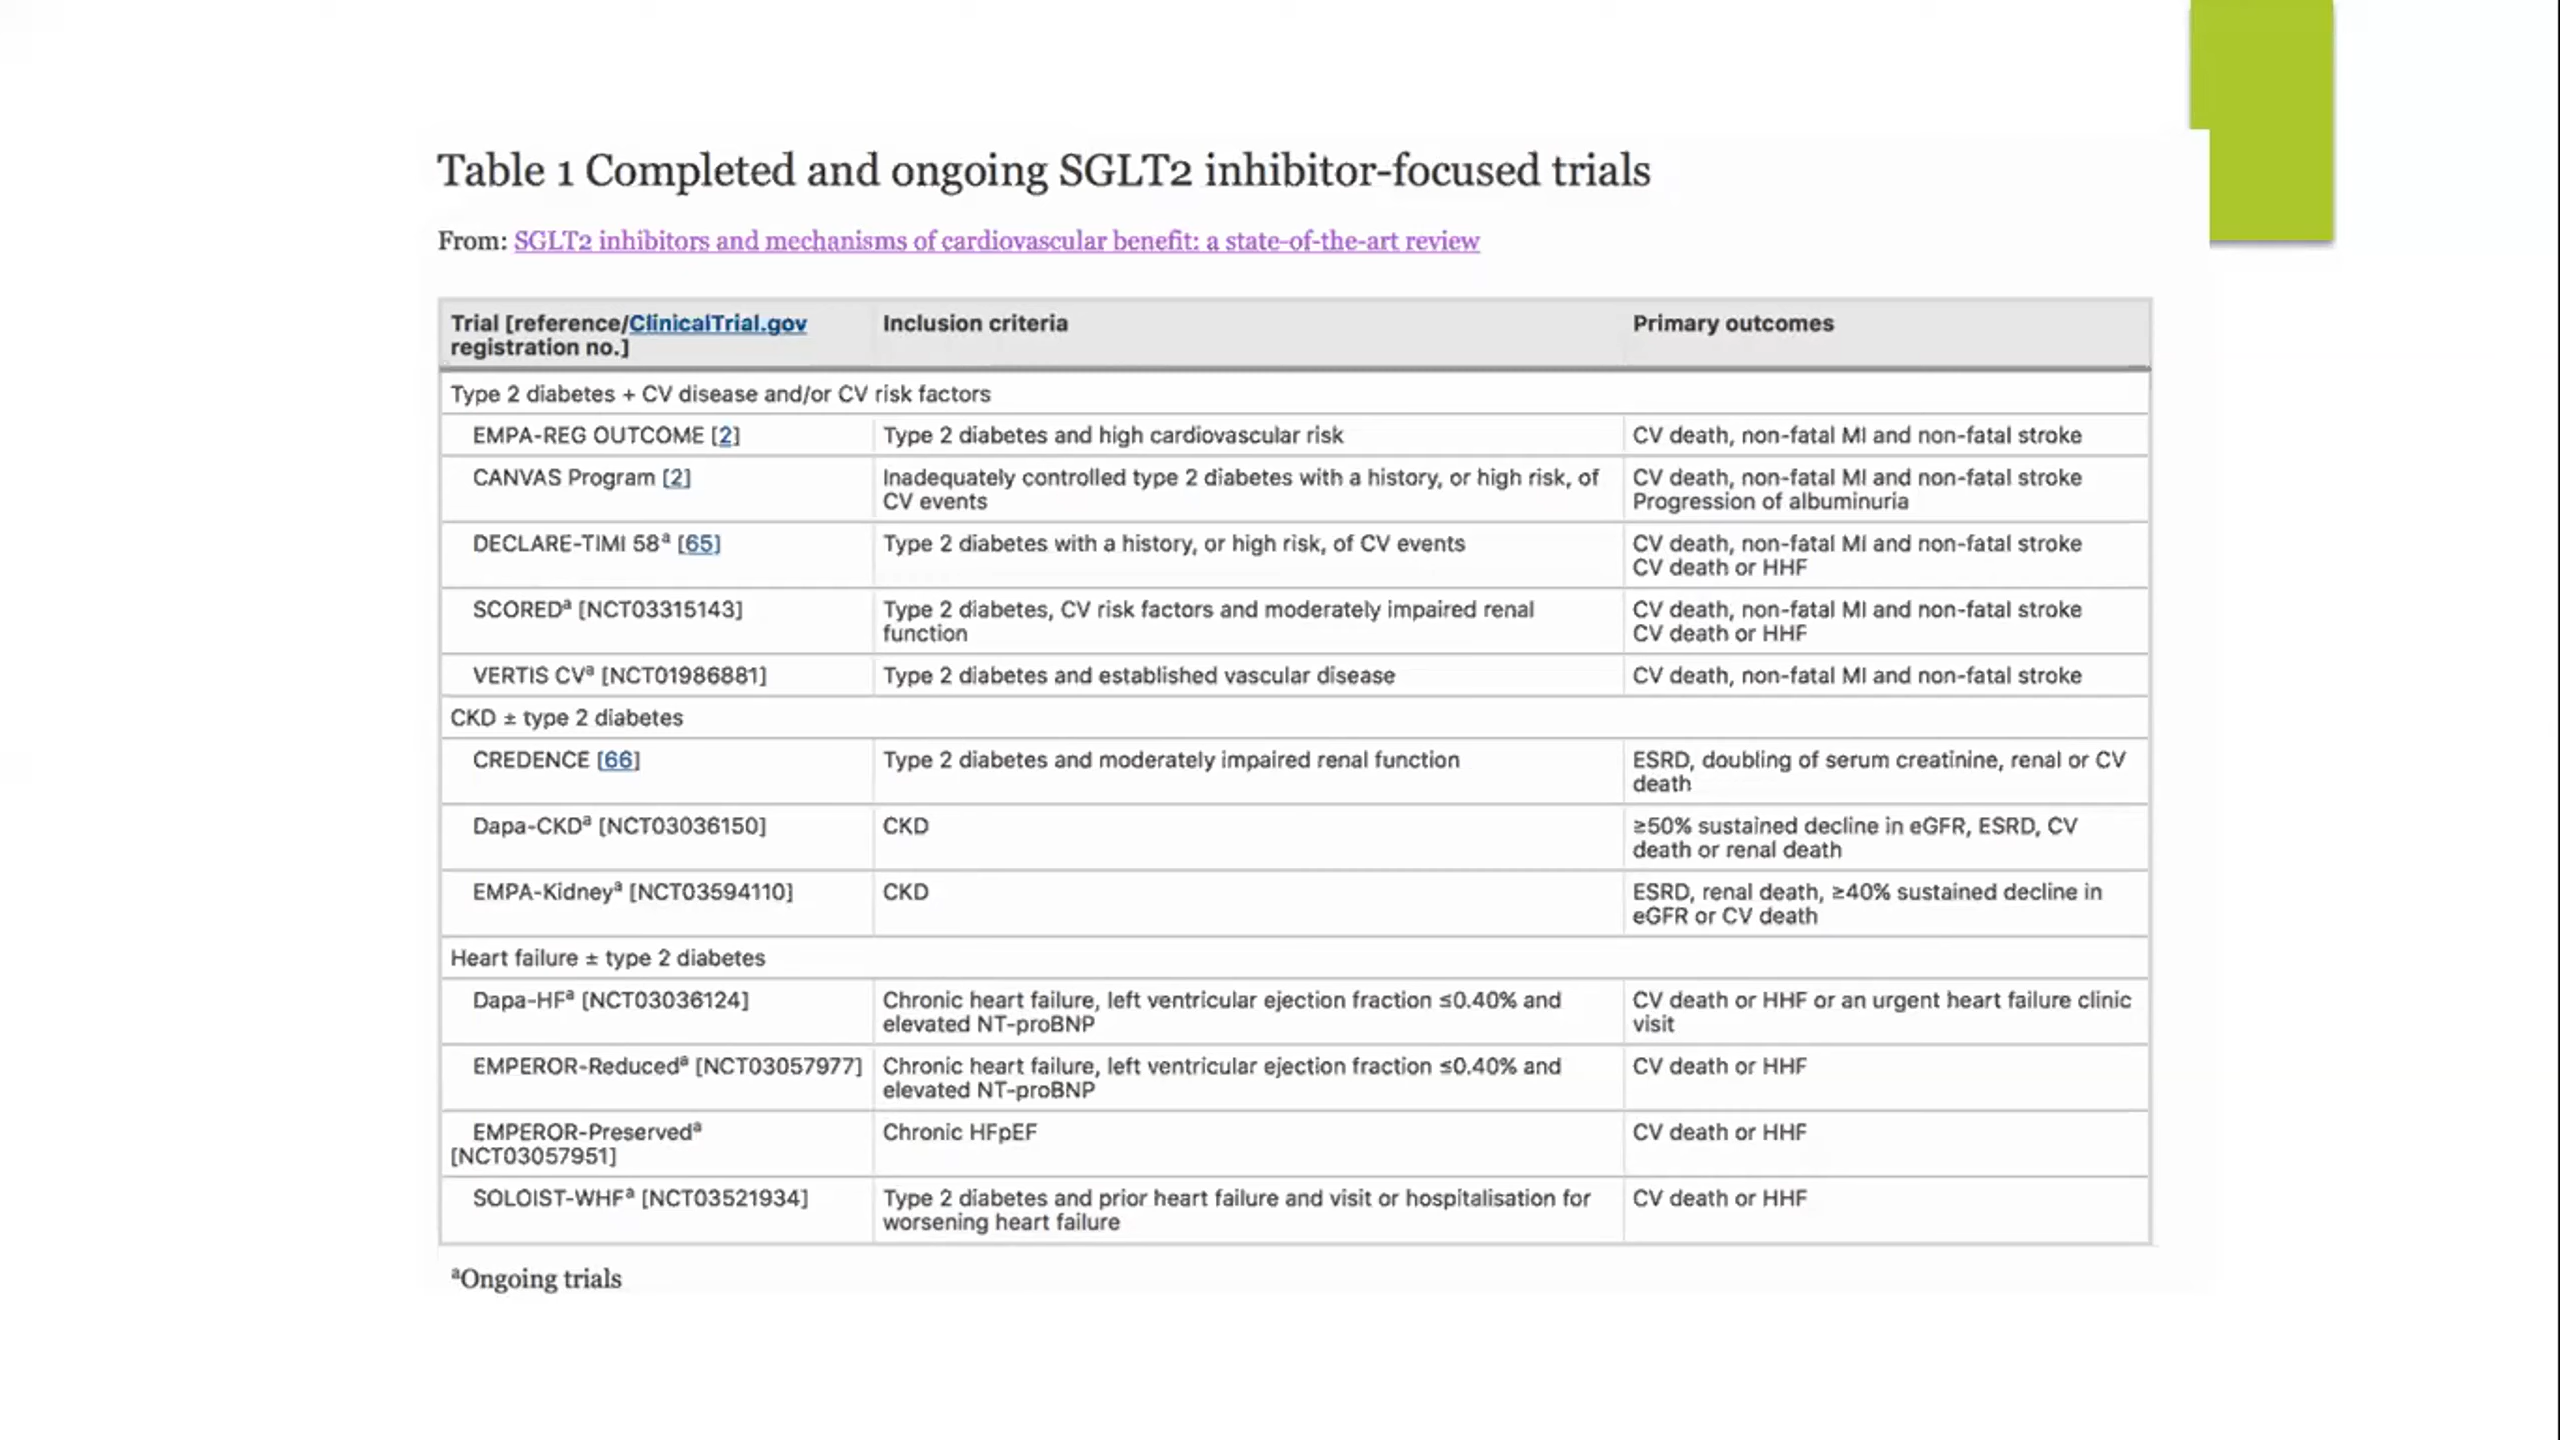 Table 1 Completed and ongoing SGLT2 inhibitor-focused trials
From: SGLT2 inhibitors and mechanisms of cardiovascular benefit: a state-of-the-art review
Trial [reference/ClinicalTrial.gov
registration no.]
Inclusion criteria
Primary outcomes
Type 2 diabetes + CV disease and/or CV risk factors
EMPA-REG OUTCOME [2]
Type 2 diabetes and high cardiovascular risk
CV death, non-fatal MI and non-fatal stroke
CANVAS Program [2]
Inadequately controlled type 2 diabetes with a history, or high risk, of
CV events
CV death, non-fatal MI and non-fatal stroke
Progression of albuminuria
DECLARE-TIMI 58ª [65]
Type 2 diabetes with a history, or high risk, of CV events
CV death, non-fatal MI and non-fatal stroke
CV death or HHF
SCOREDª [NCT03315143]
Type 2 diabetes, CV risk factors and moderately impaired renal
function
CV death, non-fatal MI and non-fatal stroke
CV death or HHF
VERTIS CVª [NCT01986881]
Type 2 diabetes and established vascular disease
CV death, non-fatal MI and non-fatal stroke
CKD ± type 2 diabetes
CREDENCE [66]
Type 2 diabetes and moderately impaired renal function
ESRD, doubling of serum creatinine, renal or CV
death
Dapa-CKDª [NCT03036150]
CKD
≥50% sustained decline in eGFR, ESRD, CV
death or renal death
EMPA-Kidneyª [NCT03594110]
CKD
ESRD, renal death, ≥40% sustained decline in
eGFR or CV death
Heart failure ± type 2 diabetes
Dapa-HFª [NCT03036124]
Chronic heart failure, left ventricular ejection fraction ≤0.40% and
elevated NT-proBNP
CV death or HHF or an urgent heart failure clinic
visit
EMPEROR-Reducedª [NCT03057977]
Chronic heart failure, left ventricular ejection fraction ≤0.40% and
elevated NT-proBNP
CV death or HHF
EMPEROR-Preservedª
[NCT03057951]
Chronic HFpEF
CV death or HHF
SOLOIST-WHFª [NCT03521934]
Type 2 diabetes and prior heart failure and visit or hospitalisation for
worsening heart failure
CV death or HHF
ªOngoing trials